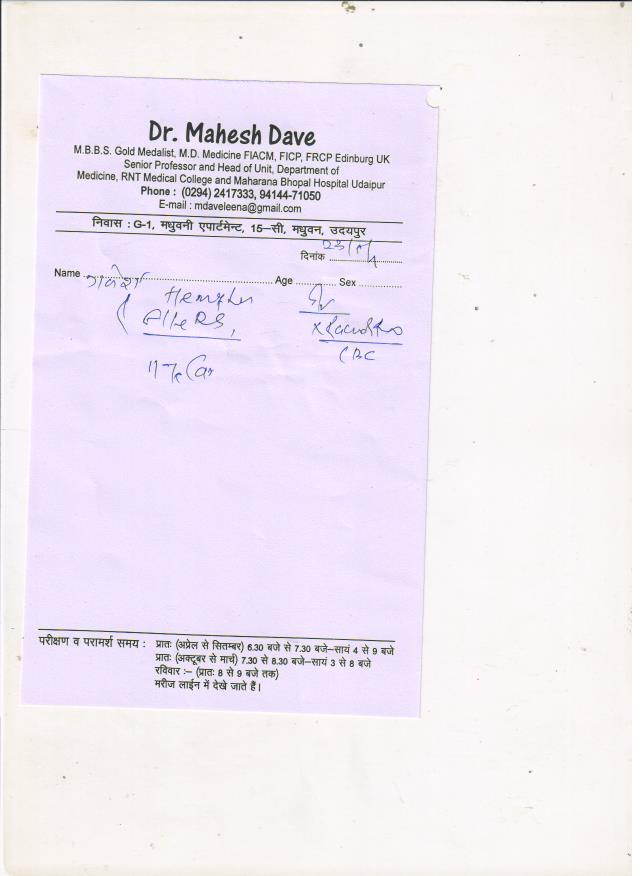 Dr. Mahesh Dave
M.B.B.S. Gold Medalist, M.D. Medicine FIACM, FICP, FRCP Edinburg UK
Senior Professor and Head of Unit, Department of
Medicine, RNT Medical College and Maharana Bhopal Hospital Udaipur
Phone : (0294) 2417333, 94144-71050
E-mail : mdaveleena@gmail.com
निवास : G-1, मधुवनी एपार्टमेन्ट, 15–सी, मधुवन, उदयपुर
दिनांक
Name Age Sex
CBC
परीक्षण व परामर्श समय : प्रातः (अप्रेल से सितम्बर) 6.30 बजे से 7.30 बजे–सायं 4 से 9 बजे
प्रातः (अक्टूबर से मार्च) 7.30 से 8.30 बजे–सायं 3 से 8 बजे
रविवार :– (प्रातः 8 से 9 बजे तक)
मरीज लाईन में देखे जाते हैं।